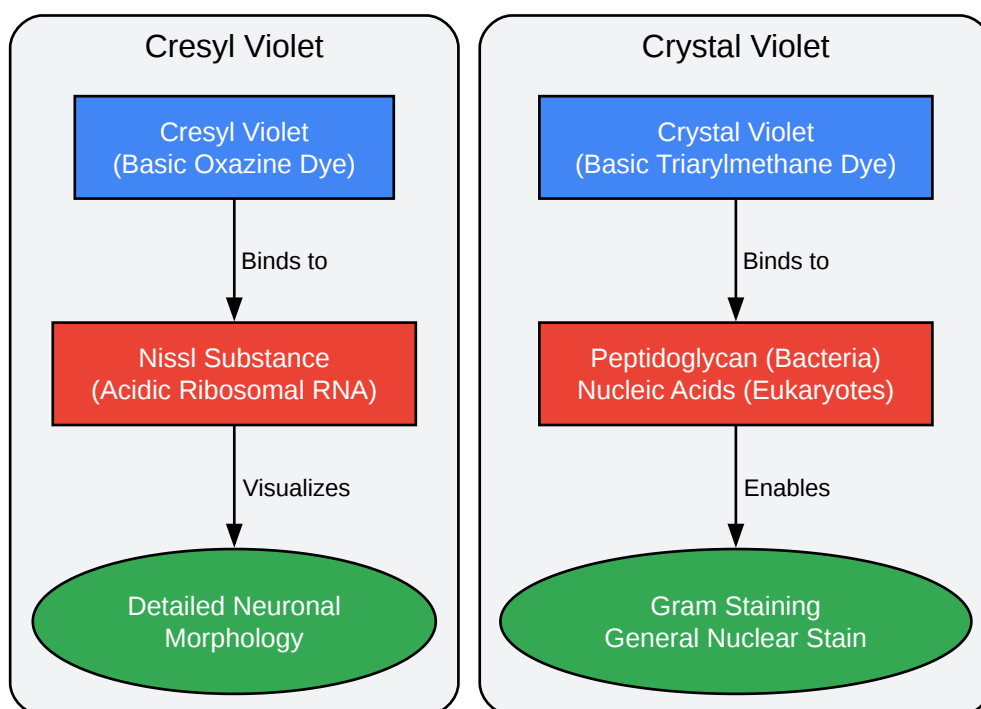 Cresyl Violet
Cresyl Violet
(Basic Oxazine Dye)
Binds to
Nissl Substance
(Acidic Ribosomal RNA)
Visualizes
Detailed Neuronal
Morphology
Crystal Violet
Crystal Violet
(Basic Triarylmethane Dye)
Binds to
Peptidoglycan (Bacteria)
Nucleic Acids (Eukaryotes)
Enables
Gram Staining
General Nuclear Stain